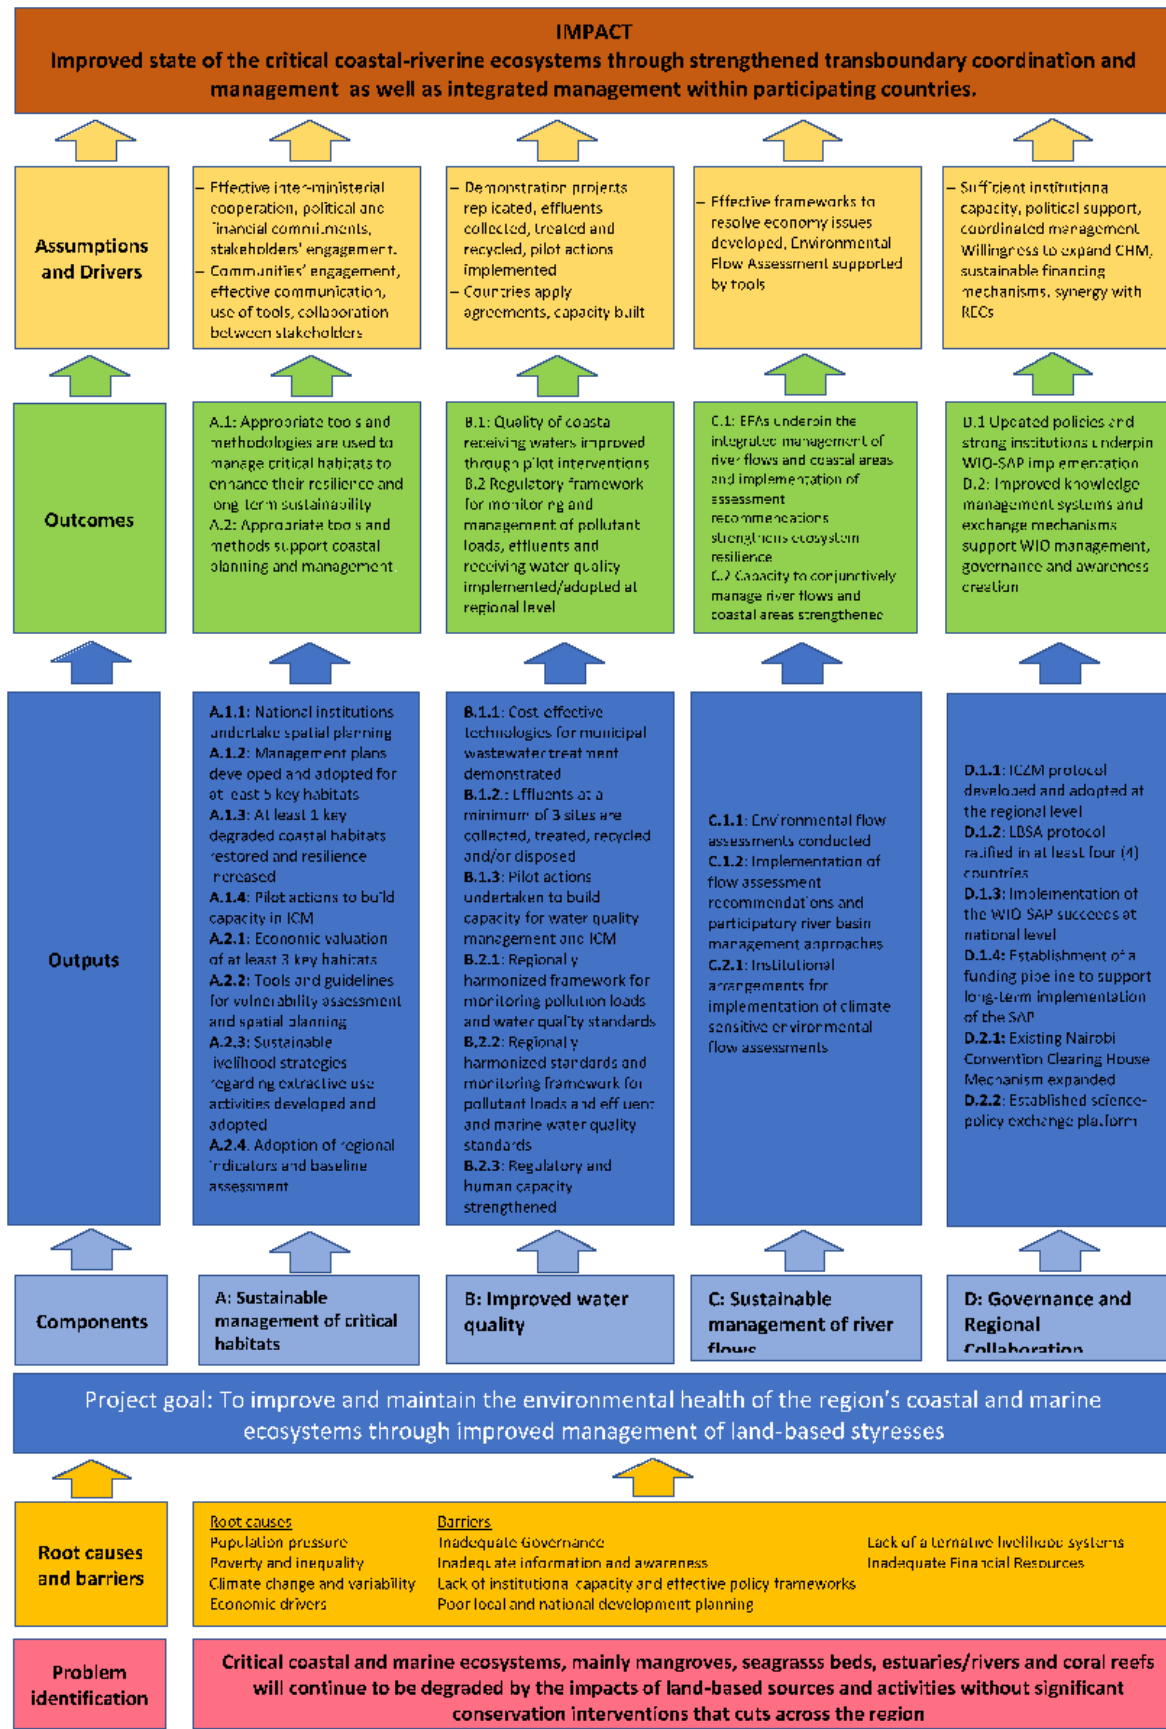 IMPACT
Improved state of the critical coastal-riverine ecosystems through strengthened transboundary coordination and
management as well as integrated management within participating countries.
Assumptions
and Drivers
– Effective inter-ministerial
cooperation, political and
financial commitments,
stakeholders' engagement.
– Communities' engagement,
effective communication,
use of tools, collaboration
between stakeholders
– Demonstration projects
replicated, effluents
collected, treated and
recycled, pilot actions
implemented
– Countries apply
agreements, capacity built
– Effective frameworks to
resolve economy issues
developed, Environmental
Flow Assessment supported
by tools
– Sufficient institutional
capacity, political support,
coordinated management
Willingness to expand CHM,
sustainable financing
mechanisms, synergy with
RECs
Outcomes
A.1: Appropriate tools and
methodologies are used to
manage critical habitats to
enhance their resilience and
long-term sustainability
A.2: Appropriate tools and
methods support coastal
planning and management.
B.1: Quality of coastal
receiving waters improved
through pilot interventions
B.2 Regulatory framework
for monitoring and
management of pollutant
loads, effluents and
receiving water quality
implemented/adopted at
regional level
C.1: EFAs underpin the
integrated management of
river flows and coastal areas
and implementation of
assessment
recommendations
strengthens ecosystem
resilience
C.2 Capacity to conjunctively
manage river flows and
coastal areas strengthened
D.1 Updated policies and
strong institutions underpin
WIO-SAP implementation
D.2: Improved knowledge
management systems and
exchange mechanisms
support WIO management,
governance and awareness
creation
Outputs
A.1.1: National institutions
undertake spatial planning
A.1.2: Management plans
developed and adopted for
at least 5 key habitats
A.1.3: At least 1 key
degraded coastal habitats
restored and resilience
increased
A.1.4: Pilot actions to build
capacity in ICM
A.2.1: Economic valuation
of at least 3 key habitats
A.2.2: Tools and guidelines
for vulnerability assessment
and spatial planning
A.2.3: Sustainable
livelihood strategies
regarding extractive use
activities developed and
adopted
A.2.4. Adoption of regional
indicators and baseline
assessment
B.1.1: Cost-effective
technologies for municipal
wastewater treatment
demonstrated
B.1.2.: Effluents at a
minimum of 3 sites are
collected, treated, recycled
and/or disposed
B.1.3: Pilot actions
undertaken to build
capacity for water quality
management and ICM
B.2.1: Regionally
harmonized framework for
monitoring pollution loads
and water quality standards
B.2.2: Regionally
harmonized standards and
monitoring framework for
pollutant loads and effluent
and marine water quality
standards
B.2.3: Regulatory and
human capacity
strengthened
C.1.1: Environmental flow
assessments conducted
C.1.2: Implementation of
flow assessment
recommendations and
participatory river basin
management approaches
C.2.1: Institutional
arrangements for
implementation of climate
sensitive environmental
flow assessments
D.1.1: ICZM protocol
developed and adopted at
the regional level
D.1.2: LBSA protocol
ratified in at least four (4)
countries
D.1.3: Implementation of
the WIO-SAP succeeds at
national level
D.1.4: Establishment of a
funding pipeline to support
long-term implementation
of the SAP
D.2.1: Existing Nairobi
Convention Clearing House
Mechanism expanded
D.2.2: Established science-
policy exchange platform
Components
A: Sustainable
management of critical
habitats
B: Improved water
quality
C: Sustainable
management of river
flows
D: Governance and
Regional
Collaboration
Project goal: To improve and maintain the environmental health of the region's coastal and marine
ecosystems through improved management of land-based styresses
Root causes
and barriers
Root causes
Population pressure
Poverty and inequality
Climate change and variability
Economic drivers
Barriers
Inadequate Governance
Inadequate information and awareness
Lack of institutional capacity and effective policy frameworks
Poor local and national development planning
Lack of alternative livelihood systems
Inadequate Financial Resources
Problem
identification
Critical coastal and marine ecosystems, mainly mangroves, seagrasss beds, estuaries/rivers and coral reefs
will continue to be degraded by the impacts of land-based sources and activities without significant
conservation interventions that cuts across the region